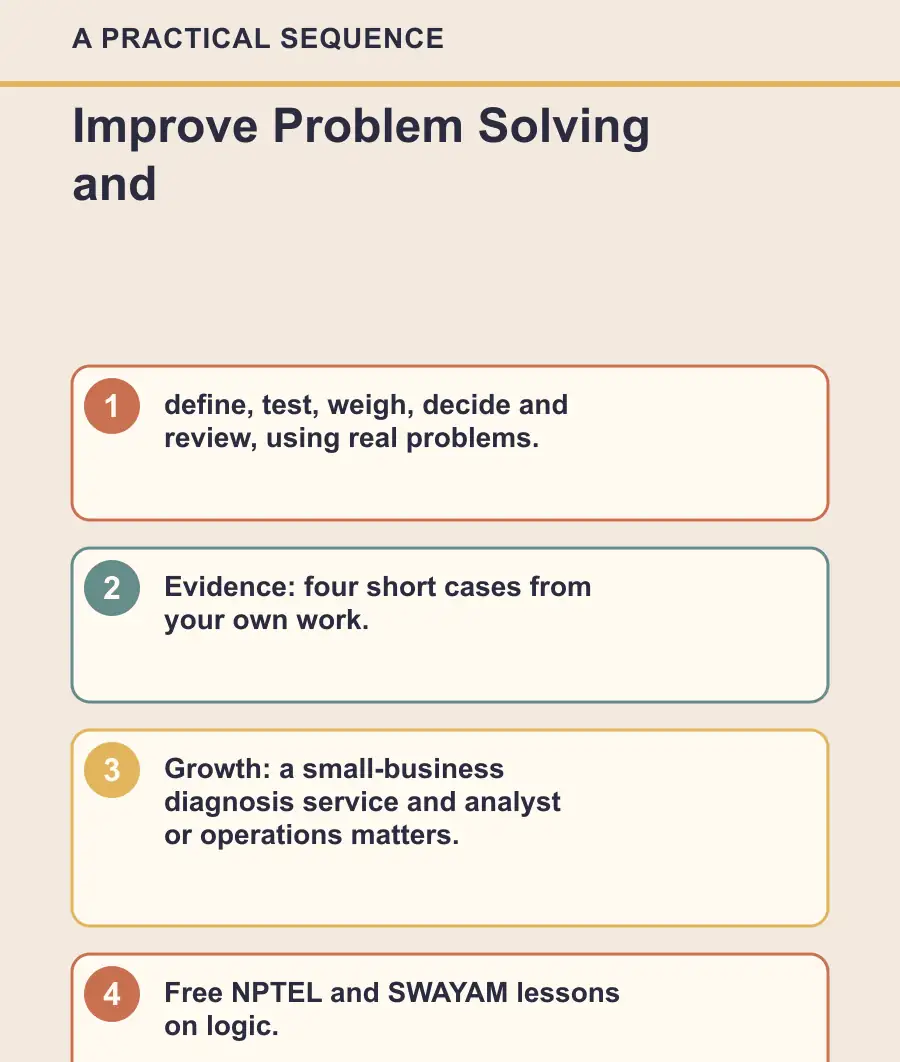 A PRACTICAL SEQUENCE
Improve Problem Solving
and
1
define, test, weigh, decide and
review, using real problems.
2
Evidence: four short cases from
your own work.
3
Growth: a small-business
diagnosis service and analyst
or operations matters.
4
Free NPTEL and SWAYAM lessons
on logic.